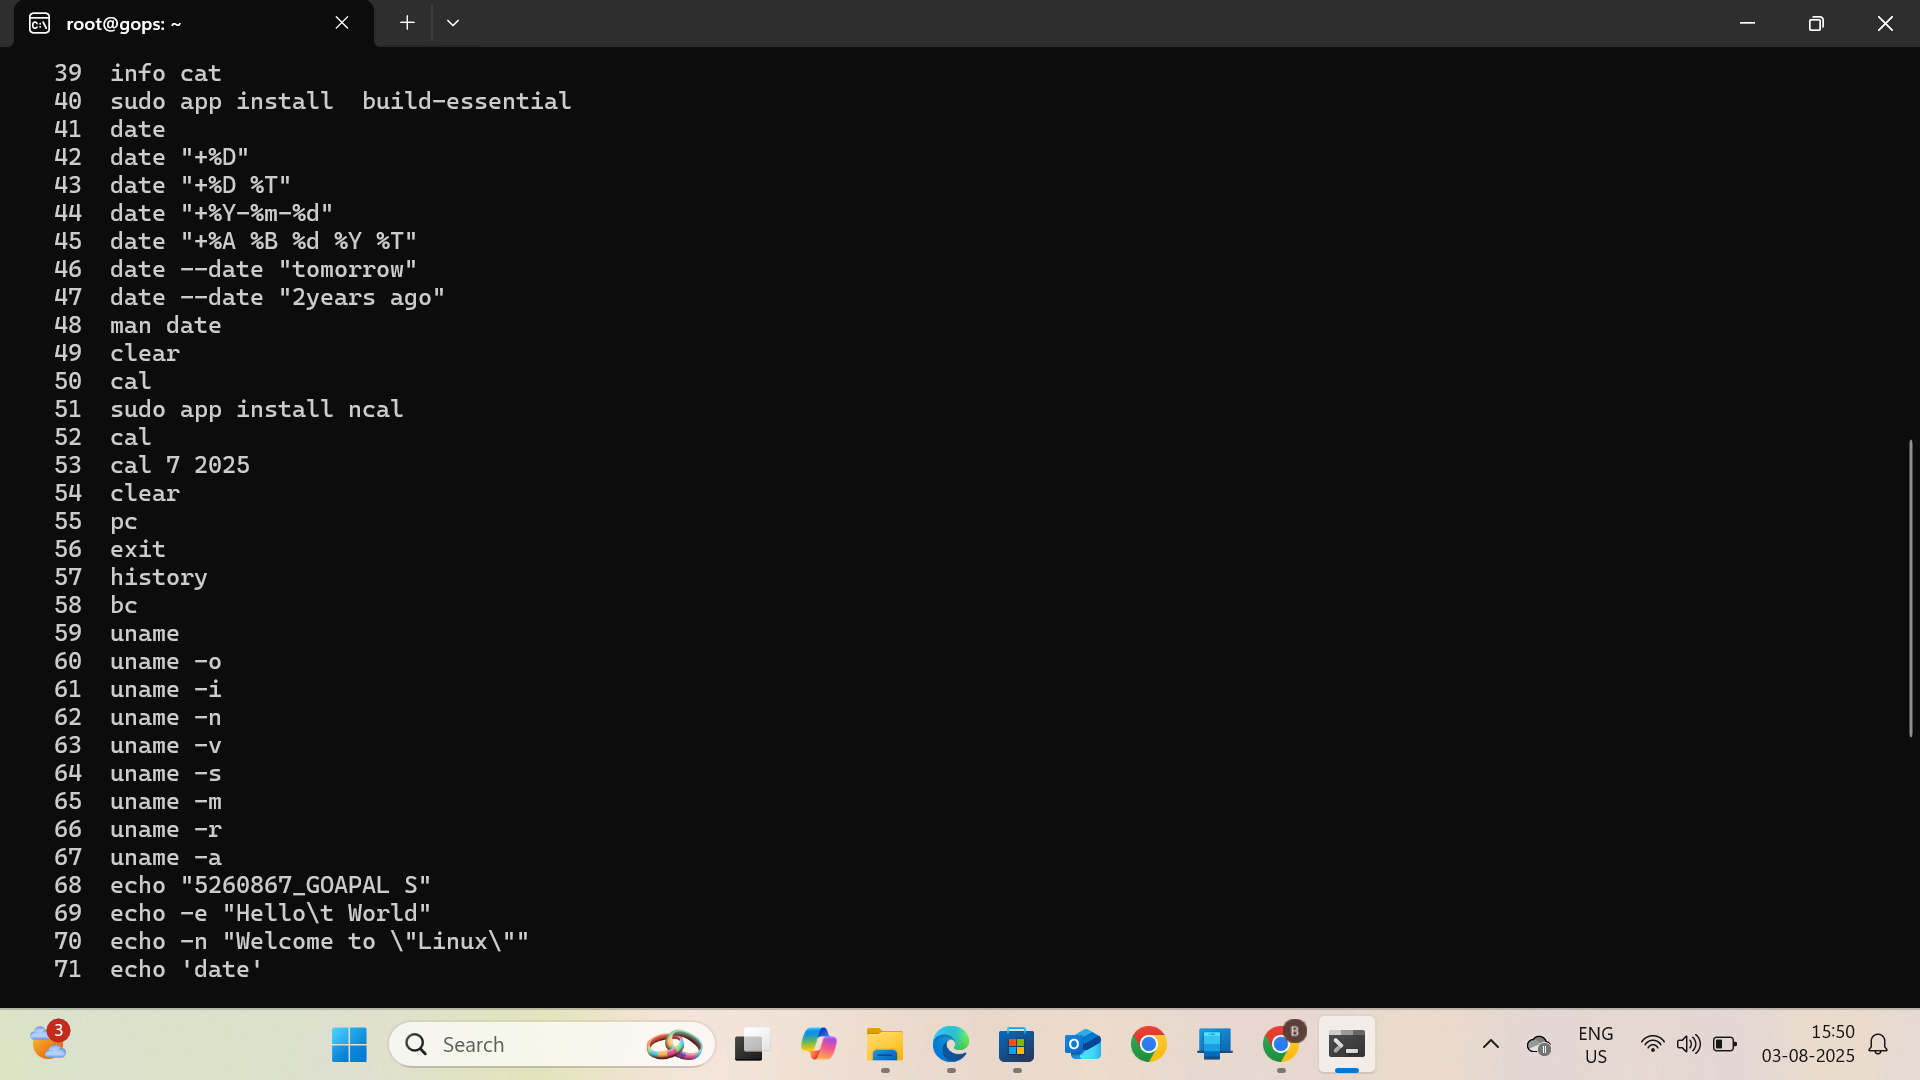 root@gops: ~
39 info cat
40 sudo app install  build-essential
41 date
42 date "+%D"
43 date "+%D %T"
44 date "+%Y-%m-%d"
45 date "+%A %B %d %Y %T"
46 date --date "tomorrow"
47 date --date "2years ago"
48 man date
49 clear
50 cal
51 sudo app install ncal
52 cal
53 cal 7 2025
54 clear
55 pc
56 exit
57 history
58 bc
59 uname
60 uname -o
61 uname -i
62 uname -n
63 uname -v
64 uname -s
65 uname -m
66 uname -r
67 uname -a
68 echo "5260867_GOAPAL S"
69 echo -e "Hello\t World"
70 echo -n "Welcome to \"Linux\""
71 echo 'date'
3
Search
B
ENG
US
15:50
03-08-2025